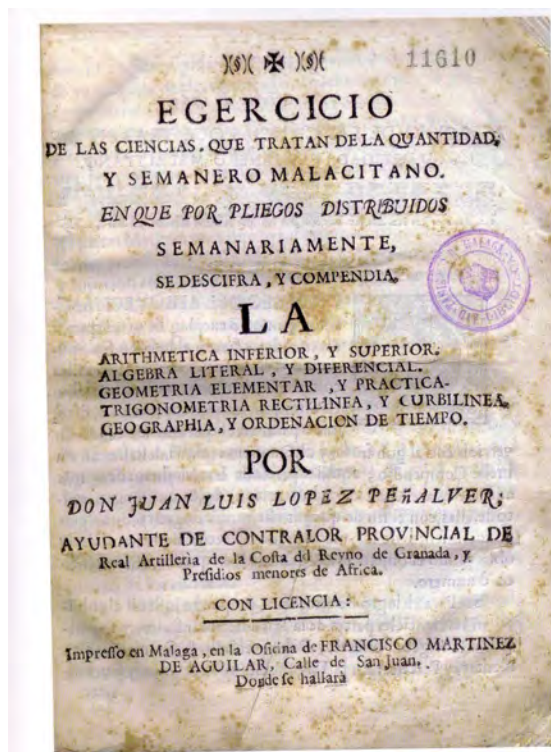 )(§)( ✠ )(§)( 11610
EGERCICIO
DE LAS CIENCIAS, QUE TRATAN DE LA QUANTIDAD,
Y SEMANERO MALACITANO.
EN QUE POR PLIEGOS DISTRIBUIDOS
SEMANARIAMENTE,
SE DESCIFRA, Y COMPENDIA,
LA
ARITHMETICA INFERIOR, Y SUPERIOR.
ALGEBRA LITERAL, Y DIFERENCIAL.
GEOMETRIA ELEMENTAR, Y PRACTICA.
TRIGONOMETRIA RECTILINEA, Y CURBILINEA,
GEOGRAPHIA, Y ORDENACION DE TIEMPO.
POR
DON JUAN LUIS LOPEZ PEñALVER;
AYUDANTE DE CONTRALOR PROVINCIAL DE
Real Artilleria de la Costa del Reyno de Granada, y
Presidios menores de Africa.
CON LICENCIA:
Impresso en Malaga, en la Oficina de FRANCISCO MARTINEZ
DE AGUILAR, Calle de San Juan.
Donde se hallarà